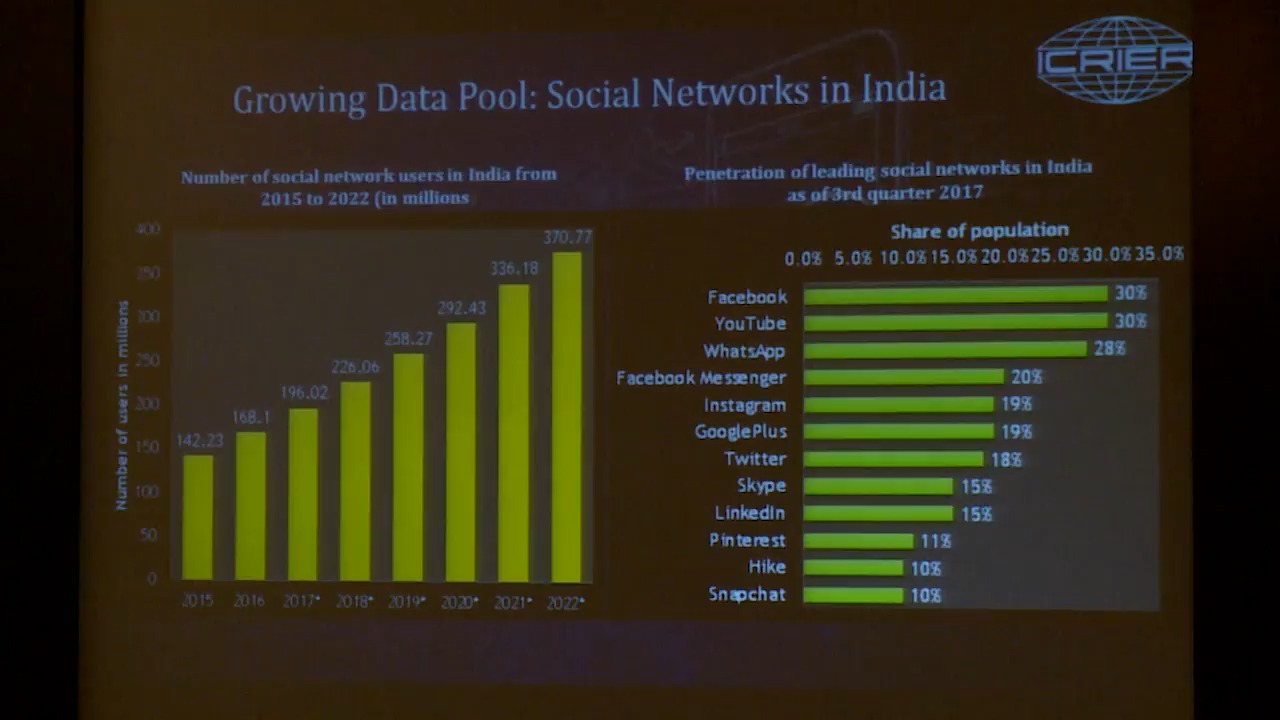 ICRIER
Growing Data Pool: Social Networks in India
Number of social network users in India from
2015 to 2022 (in millions
Number of users in millions
400
350
300
250
200
150
100
50
0
142.23
168.1
196.02
226.06
258.27
292.43
336.18
370.77
2015 2016 2017* 2018* 2019* 2020* 2021* 2022*
Penetration of leading social networks in India
as of 3rd quarter 2017
Share of population
0.0% 5.0% 10.0% 15.0% 20.0% 25.0% 30.0% 35.0%
Facebook 30%
YouTube 30%
WhatsApp 28%
Facebook Messenger 20%
Instagram 19%
GooglePlus 19%
Twitter 18%
Skype 15%
LinkedIn 15%
Pinterest 11%
Hike 10%
Snapchat 10%